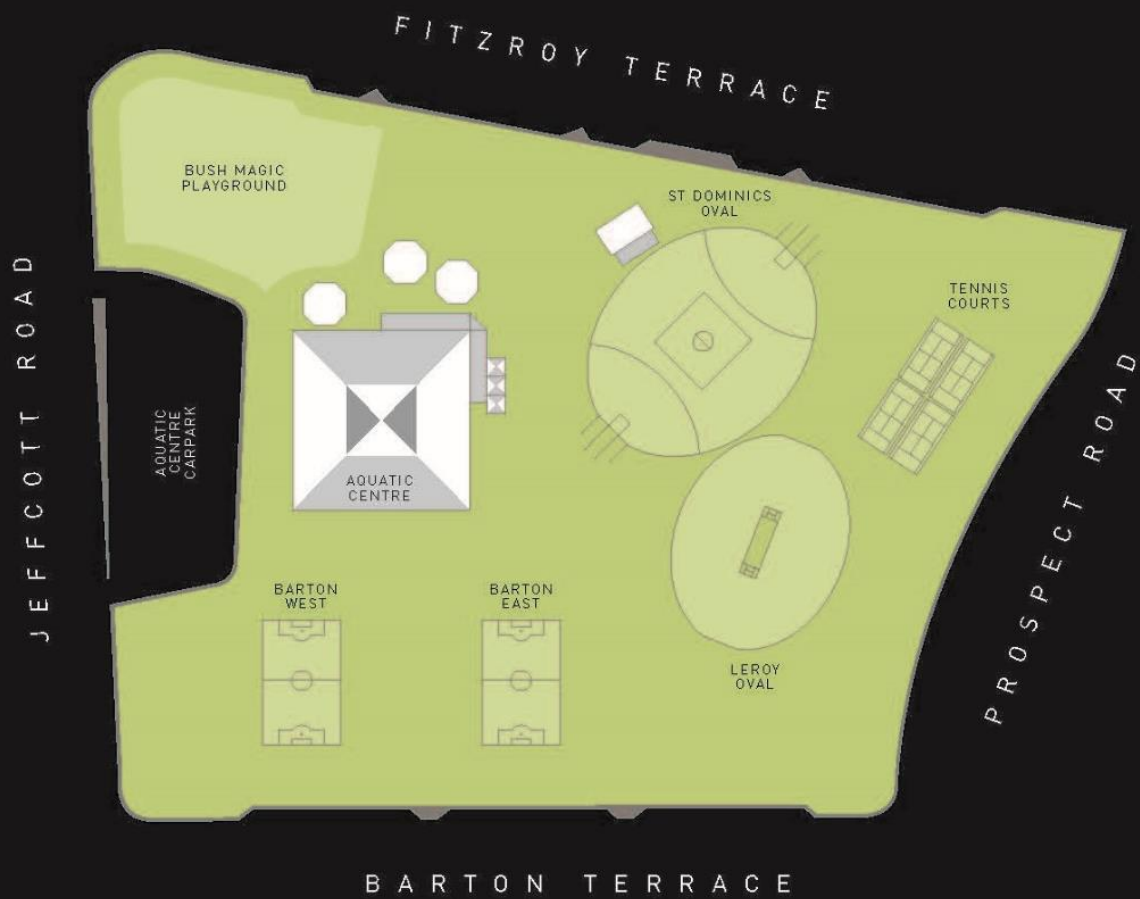 FITZROY TERRACE
BUSH MAGIC
PLAYGROUND
ST DOMINICS
OVAL
TENNIS
COURTS
JEFFCOTT ROAD
AQUATIC
CENTRE
CARPARK
AQUATIC
CENTRE
PROSPECT ROAD
BARTON
WEST
BARTON
EAST
LEROY
OVAL
BARTON TERRACE